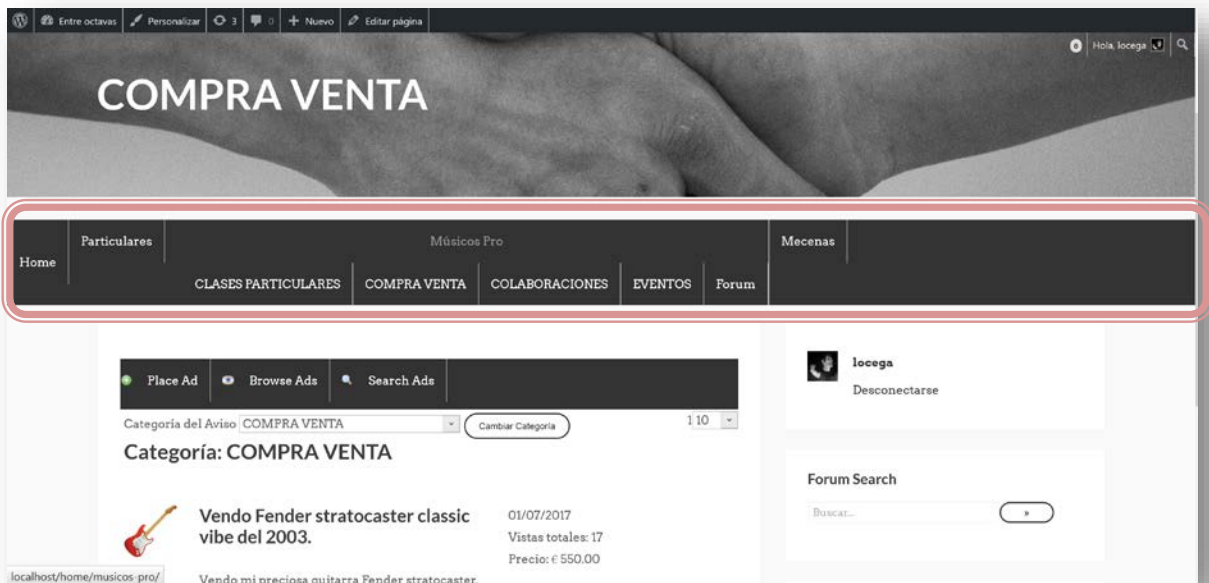 Entre octavas Personalizar 3 0 Nuevo Editar página
0 Hola, locega
COMPRA VENTA
Home Particulares Músicos Pro Mecenas
CLASES PARTICULARES COMPRA VENTA COLABORACIONES EVENTOS Forum
Place Ad Browse Ads Search Ads
Categoría del Aviso COMPRA VENTA Cambiar Categoría 1 10
Categoría: COMPRA VENTA
Vendo Fender stratocaster classic
vibe del 2003.
01/07/2017
Vistas totales: 17
Precio: € 550.00
Vendo mi preciosa guitarra Fender stratocaster.
locega
Desconectarse
Forum Search
Buscar... »
localhost/home/musicos-pro/